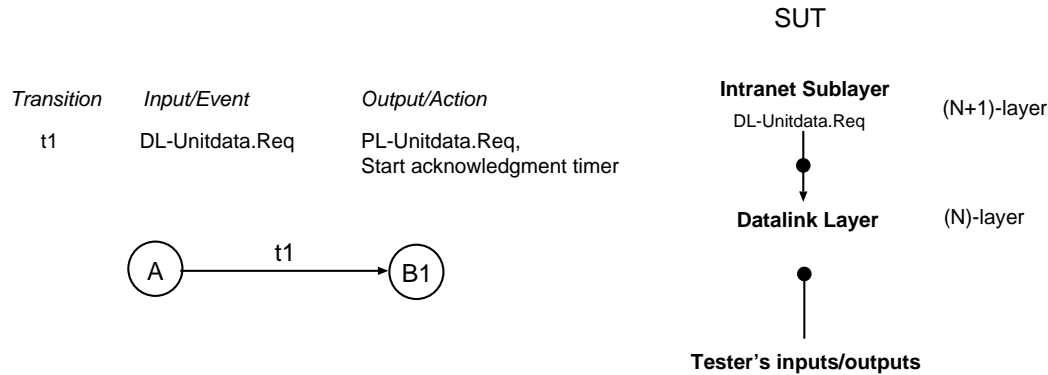 SUT
Transition Input/Event Output/Action
t1 DL-Unitdata.Req PL-Unitdata.Req,
Start acknowledgment timer
A t1 B1
Intranet Sublayer (N+1)-layer
DL-Unitdata.Req
Datalink Layer (N)-layer
Tester's inputs/outputs